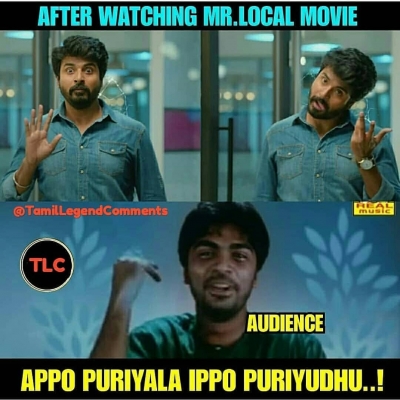 AFTER WATCHING MR.LOCAL MOVIE
@TamilLegendComments
REAL
music
TLC
AUDIENCE
APPO PURIYALA IPPO PURIYUDHU..!